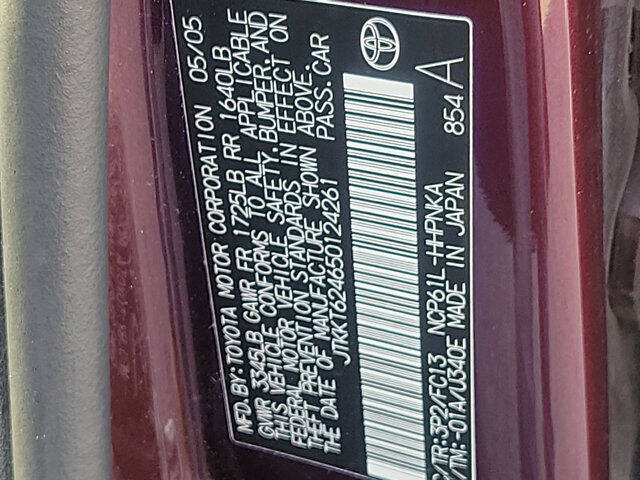 MFD.BY: TOYOTA MOTOR CORPORATION 05/05
GVWR 3345LB GAWR FR 1725LB RR 1640LB
THIS VEHICLE CONFORMS TO ALL APPLICABLE
FEDERAL MOTOR VEHICLE SAFETY, BUMPER, AND
THEFT PREVENTION STANDARDS IN EFFECT ON
THE DATE OF MANUFACTURE SHOWN ABOVE.
JTKKT624650124261 PASS. CAR
/TR:3P2/FC13 NCP61L-HHPNKA 854 A
/TM:-01A/U340E MADE IN JAPAN